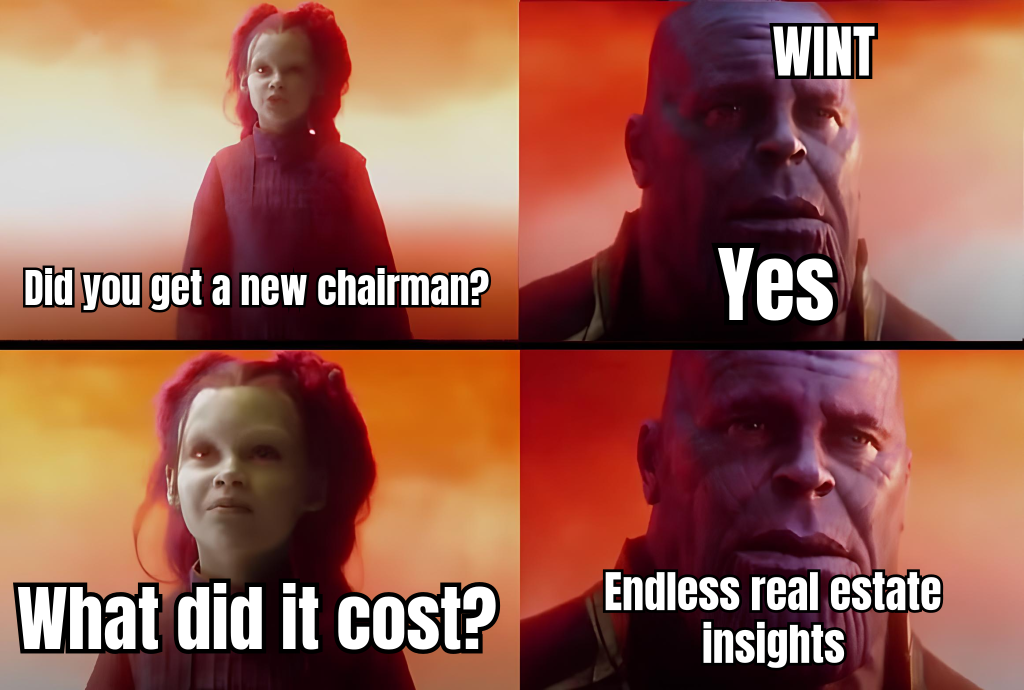 Did you get a new chairman?
WINT
Yes
What did it cost?
Endless real estate
insights